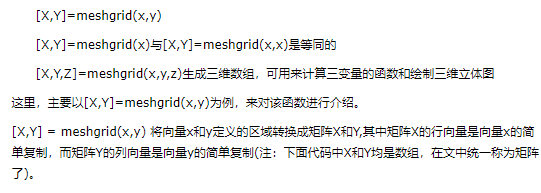 [X,Y]=meshgrid(x,y)
[X,Y]=meshgrid(x)与[X,Y]=meshgrid(x,x)是等同的
[X,Y,Z]=meshgrid(x,y,z)生成三维数组，可用来计算三变量的函数和绘制三维立体图
这里，主要以[X,Y]=meshgrid(x,y)为例，来对该函数进行介绍。
[X,Y] = meshgrid(x,y) 将向量x和y定义的区域转换成矩阵X和Y,其中矩阵X的行向量是向量x的简
单复制，而矩阵Y的列向量是向量y的简单复制(注：下面代码中X和Y均是数组，在文中统一称为矩阵
了)。